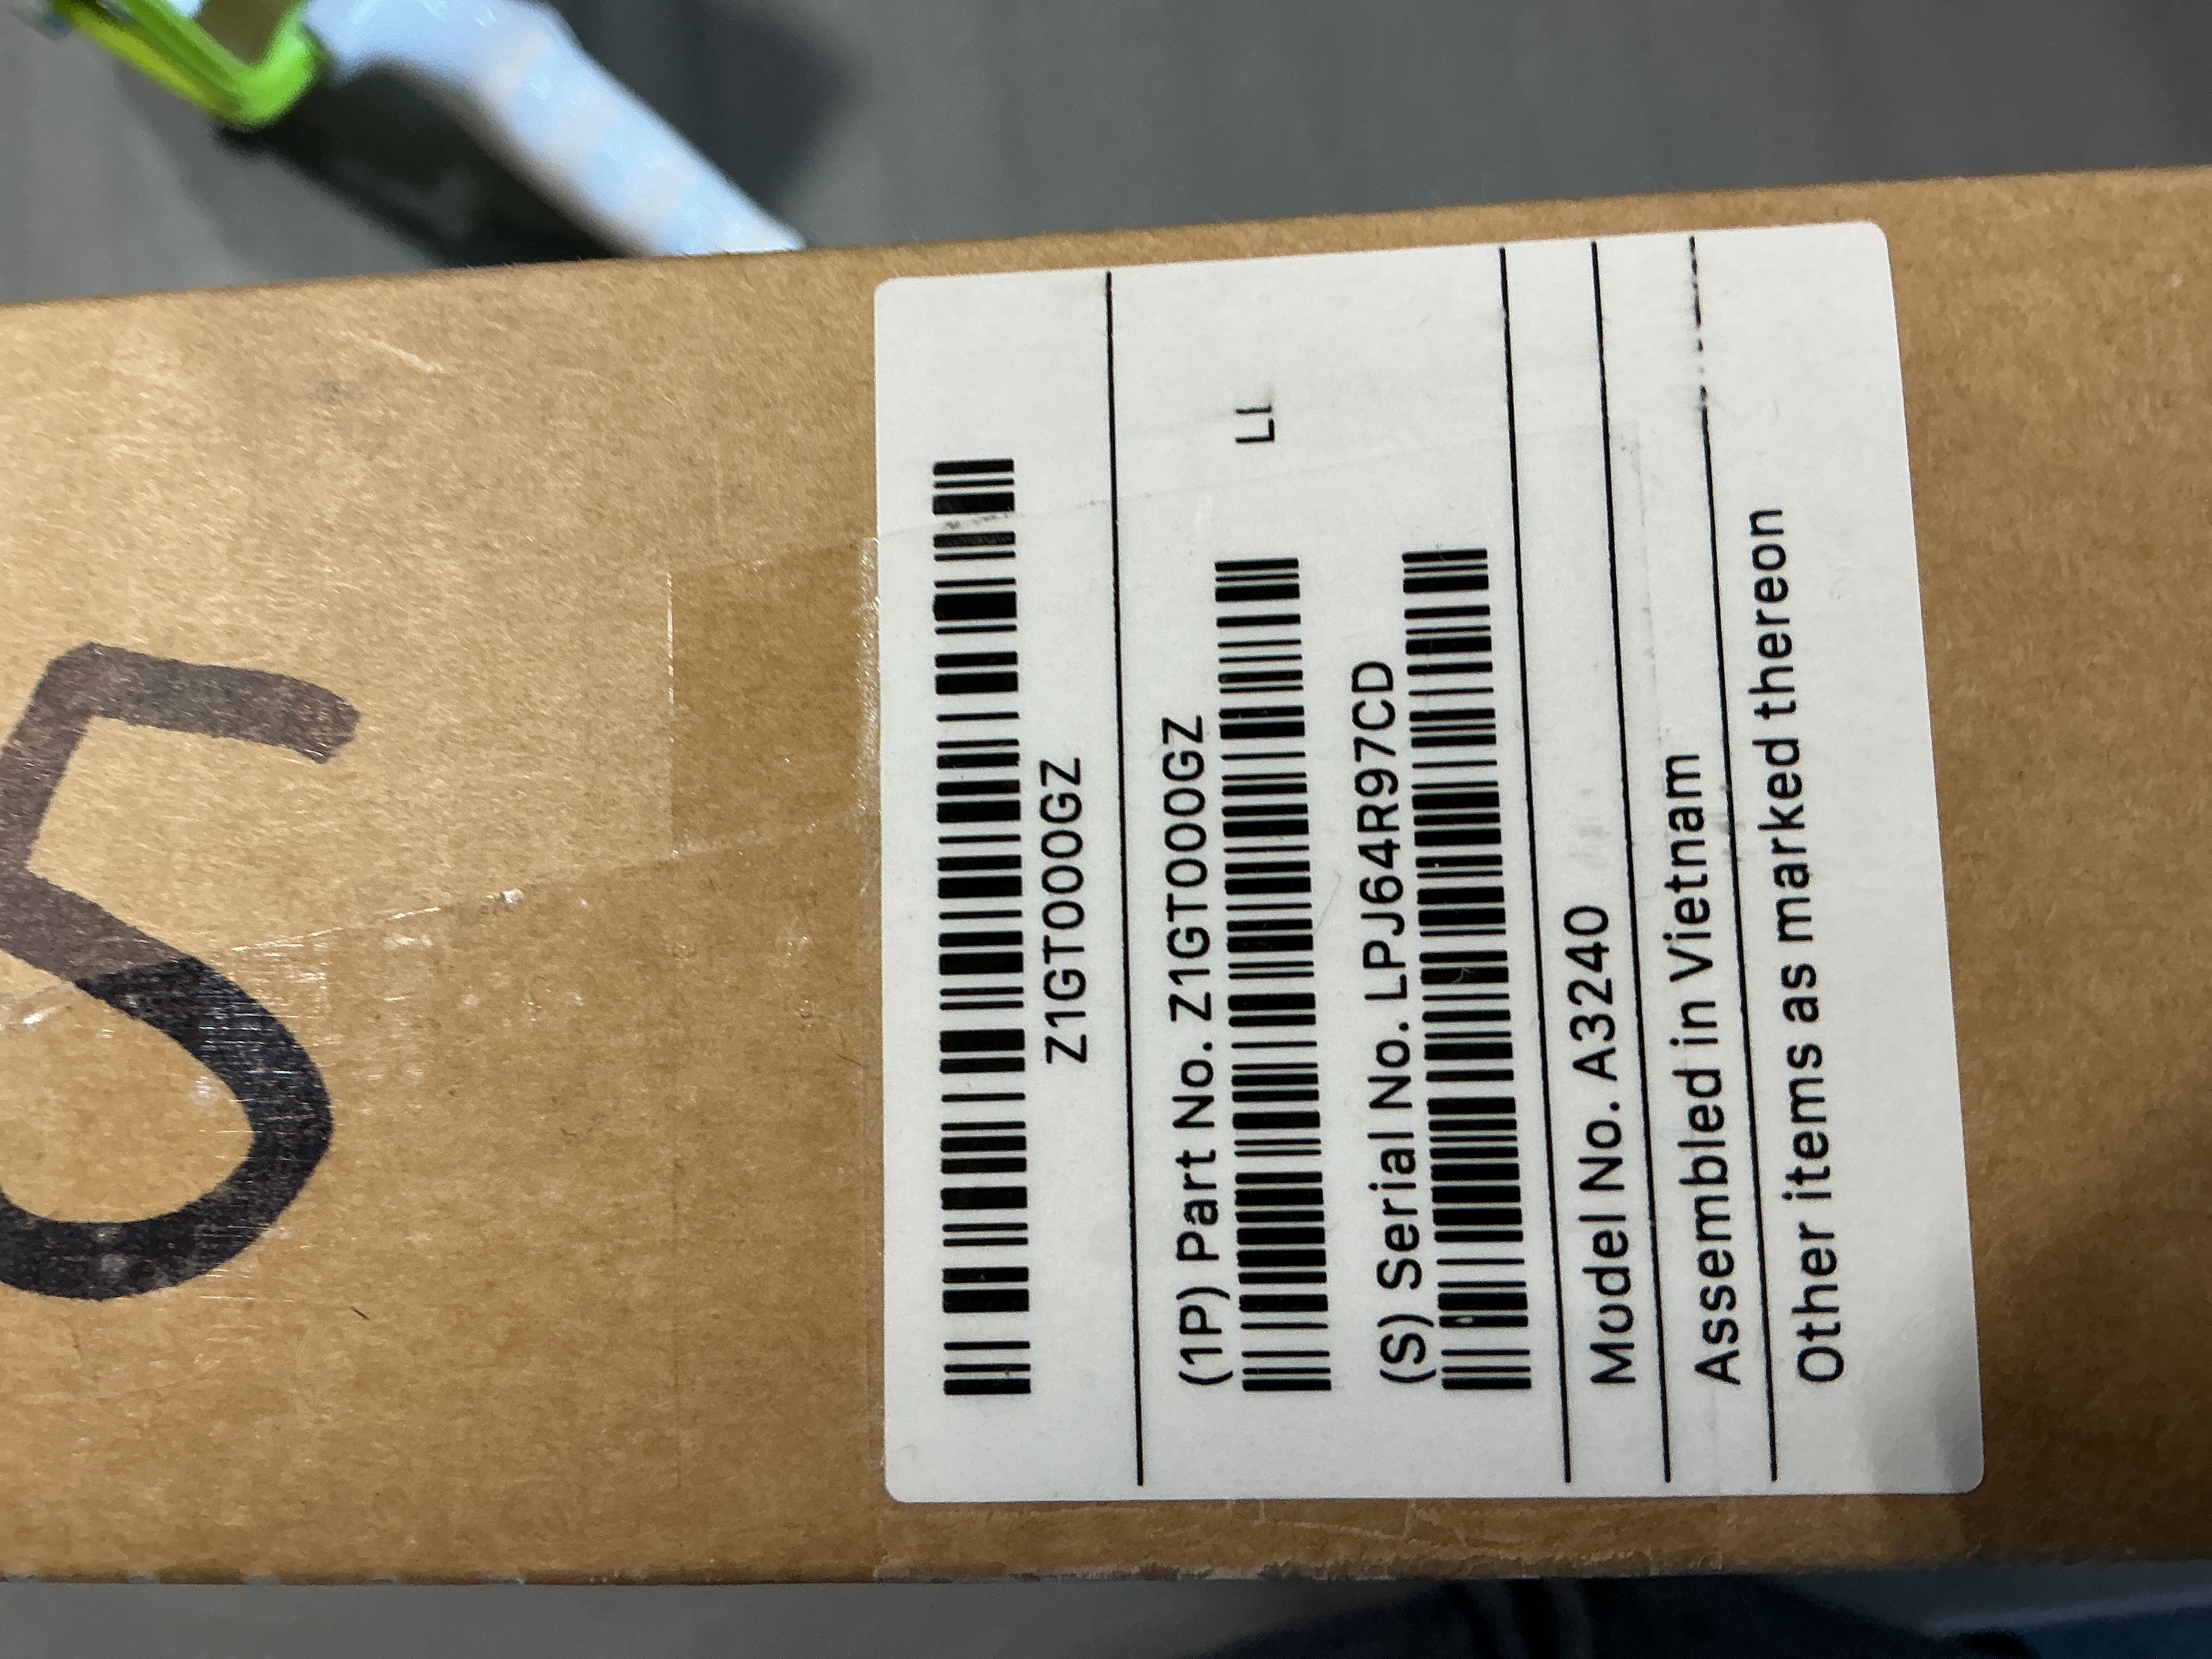 5
Z1GT000GZ
(1P) Part No. Z1GT000GZ
LL
(S) Serial No. LPJ64R97CD
Model No. A3240
Assembled in Vietnam
Other items as marked thereon